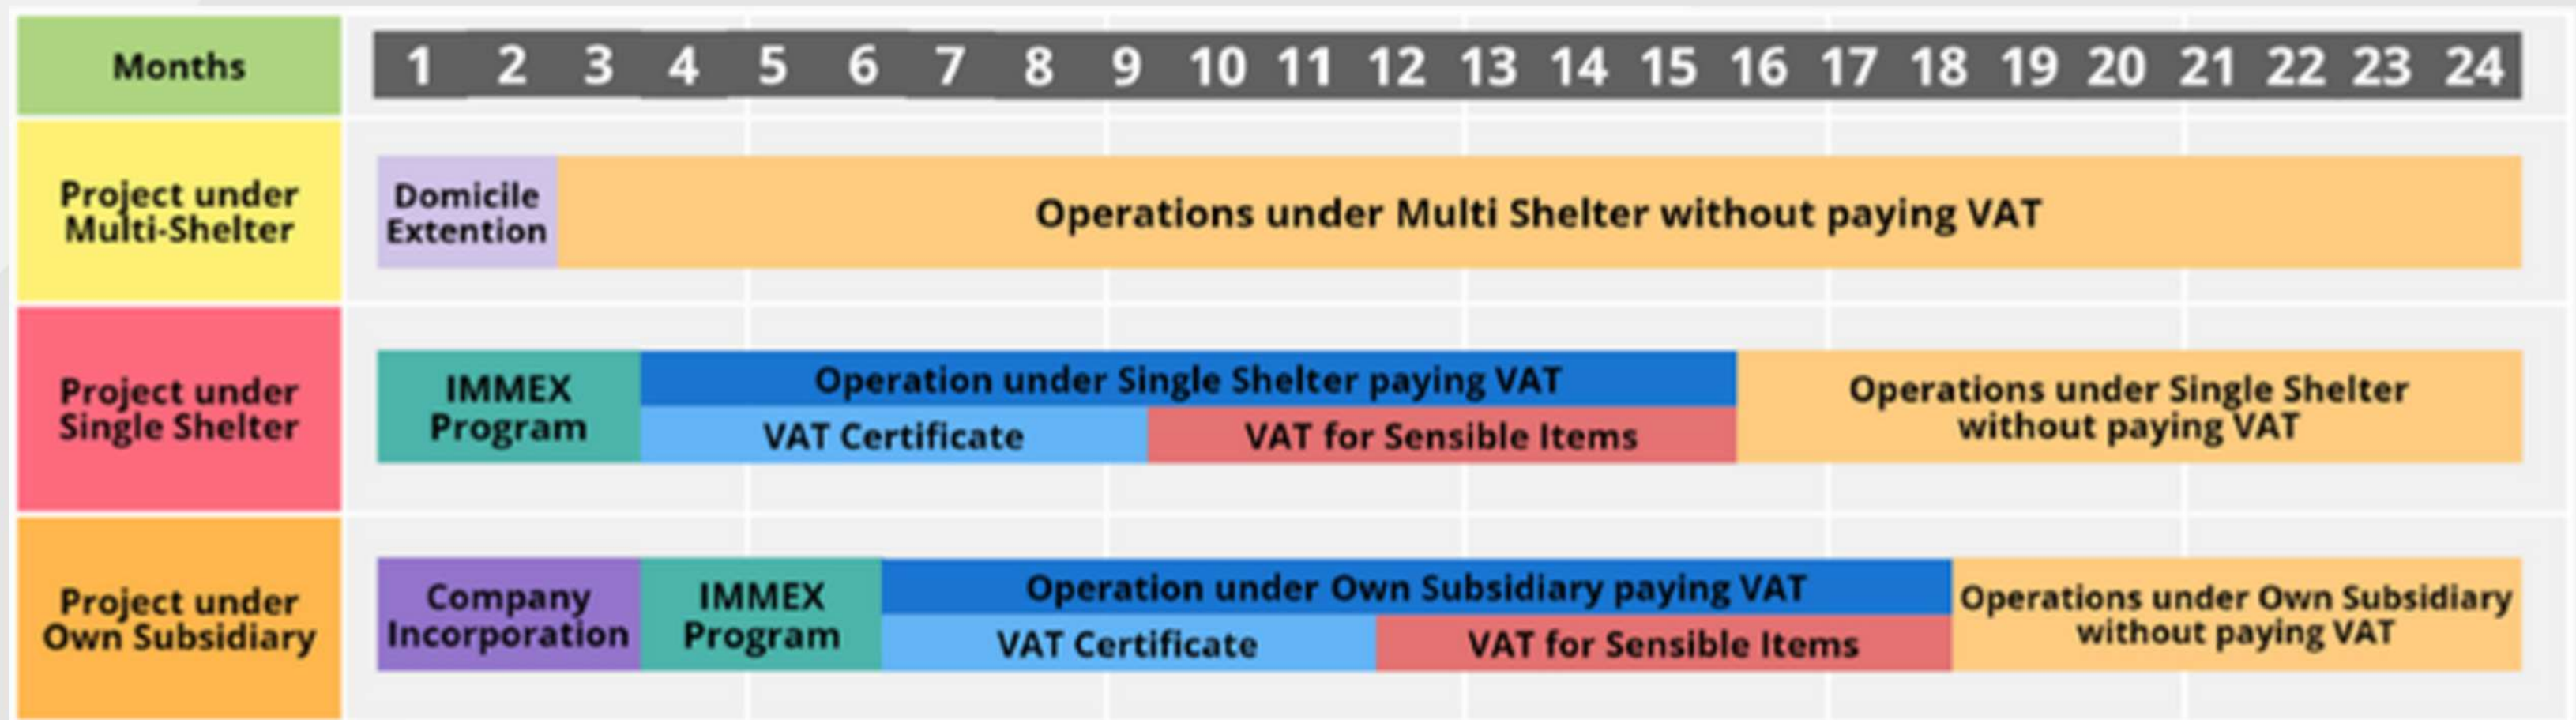 Months
1 2 3 4 5 6 7 8 9 10 11 12 13 14 15 16 17 18 19 20 21 22 23 24
Project under
Multi-Shelter
Domicile
Extention
Operations under Multi Shelter without paying VAT
Project under
Single Shelter
IMMEX
Program
Operation under Single Shelter paying VAT
VAT Certificate
VAT for Sensible Items
Operations under Single Shelter
without paying VAT
Project under
Own Subsidiary
Company
Incorporation
IMMEX
Program
Operation under Own Subsidiary paying VAT
VAT Certificate
VAT for Sensible Items
Operations under Own Subsidiary
without paying VAT